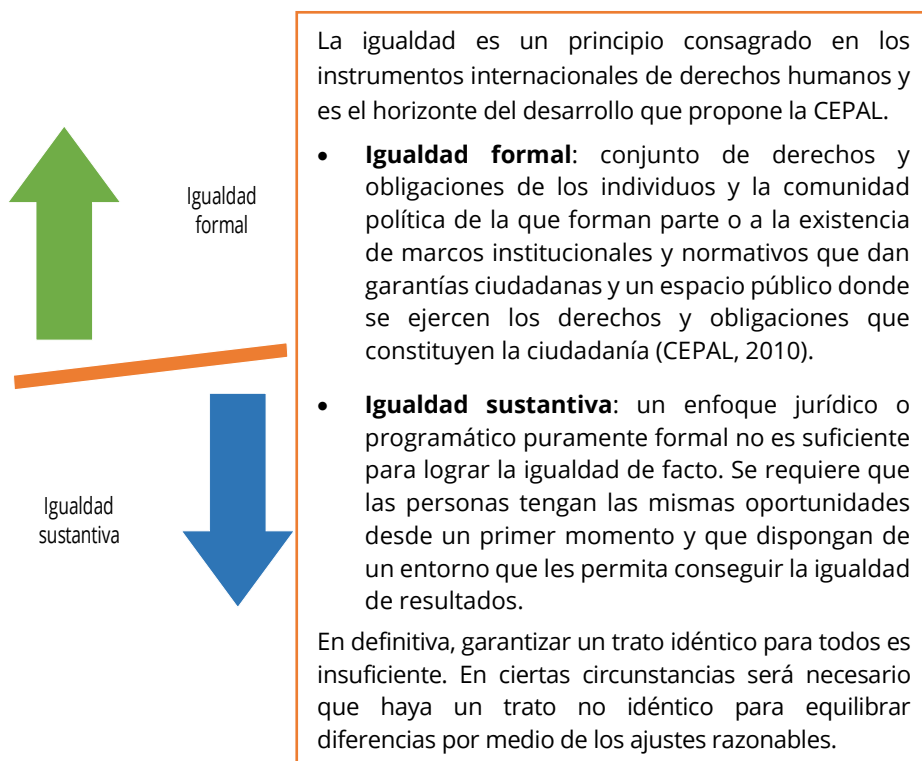 Igualdad
formal
Igualdad
sustantiva
La igualdad es un principio consagrado en los
instrumentos internacionales de derechos humanos y
es el horizonte del desarrollo que propone la CEPAL.
• Igualdad formal: conjunto de derechos y
obligaciones de los individuos y la comunidad
política de la que forman parte o a la existencia
de marcos institucionales y normativos que dan
garantías ciudadanas y un espacio público donde
se ejercen los derechos y obligaciones que
constituyen la ciudadanía (CEPAL, 2010).
• Igualdad sustantiva: un enfoque jurídico o
programático puramente formal no es suficiente
para lograr la igualdad de facto. Se requiere que
las personas tengan las mismas oportunidades
desde un primer momento y que dispongan de
un entorno que les permita conseguir la igualdad
de resultados.
En definitiva, garantizar un trato idéntico para todos es
insuficiente. En ciertas circunstancias será necesario
que haya un trato no idéntico para equilibrar
diferencias por medio de los ajustes razonables.